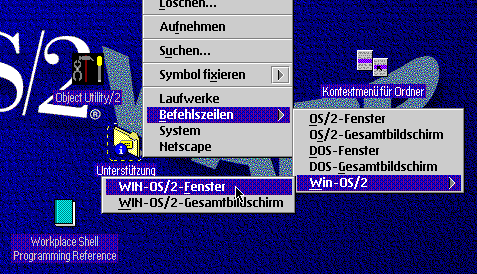 Löschen...
Aufnehmen
Suchen...
Symbol fixieren
Laufwerke
Befehlszeilen
System
Netscape
OS/2-Fenster
OS/2-Gesamtbildschirm
DOS-Fenster
DOS-Gesamtbildschirm
Win-OS/2
WIN-OS/2-Fenster
WIN-OS/2-Gesamtbildschirm
S/2®
Object Utility/2
Kontextmenü für Ordner
Unterstützung
Workplace Shell
Programming Reference